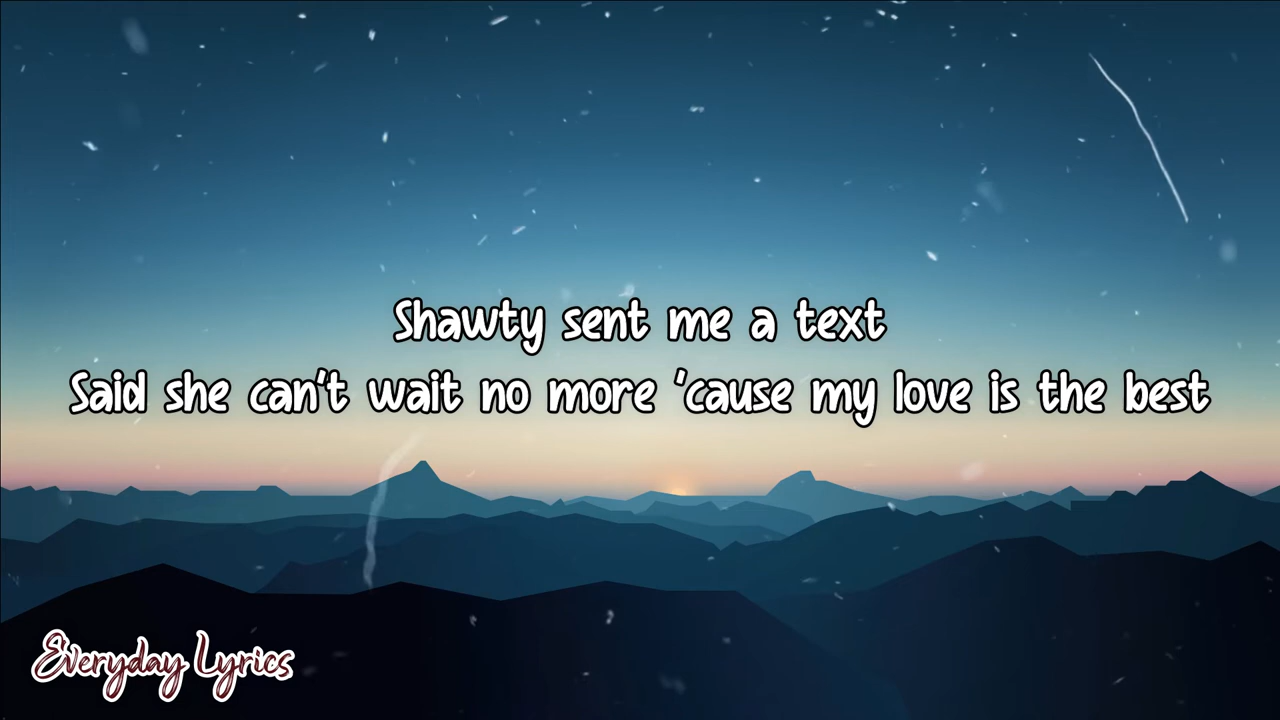 Shawty sent me a text
Said she can't wait no more 'cause my love is the best
Everyday Lyrics